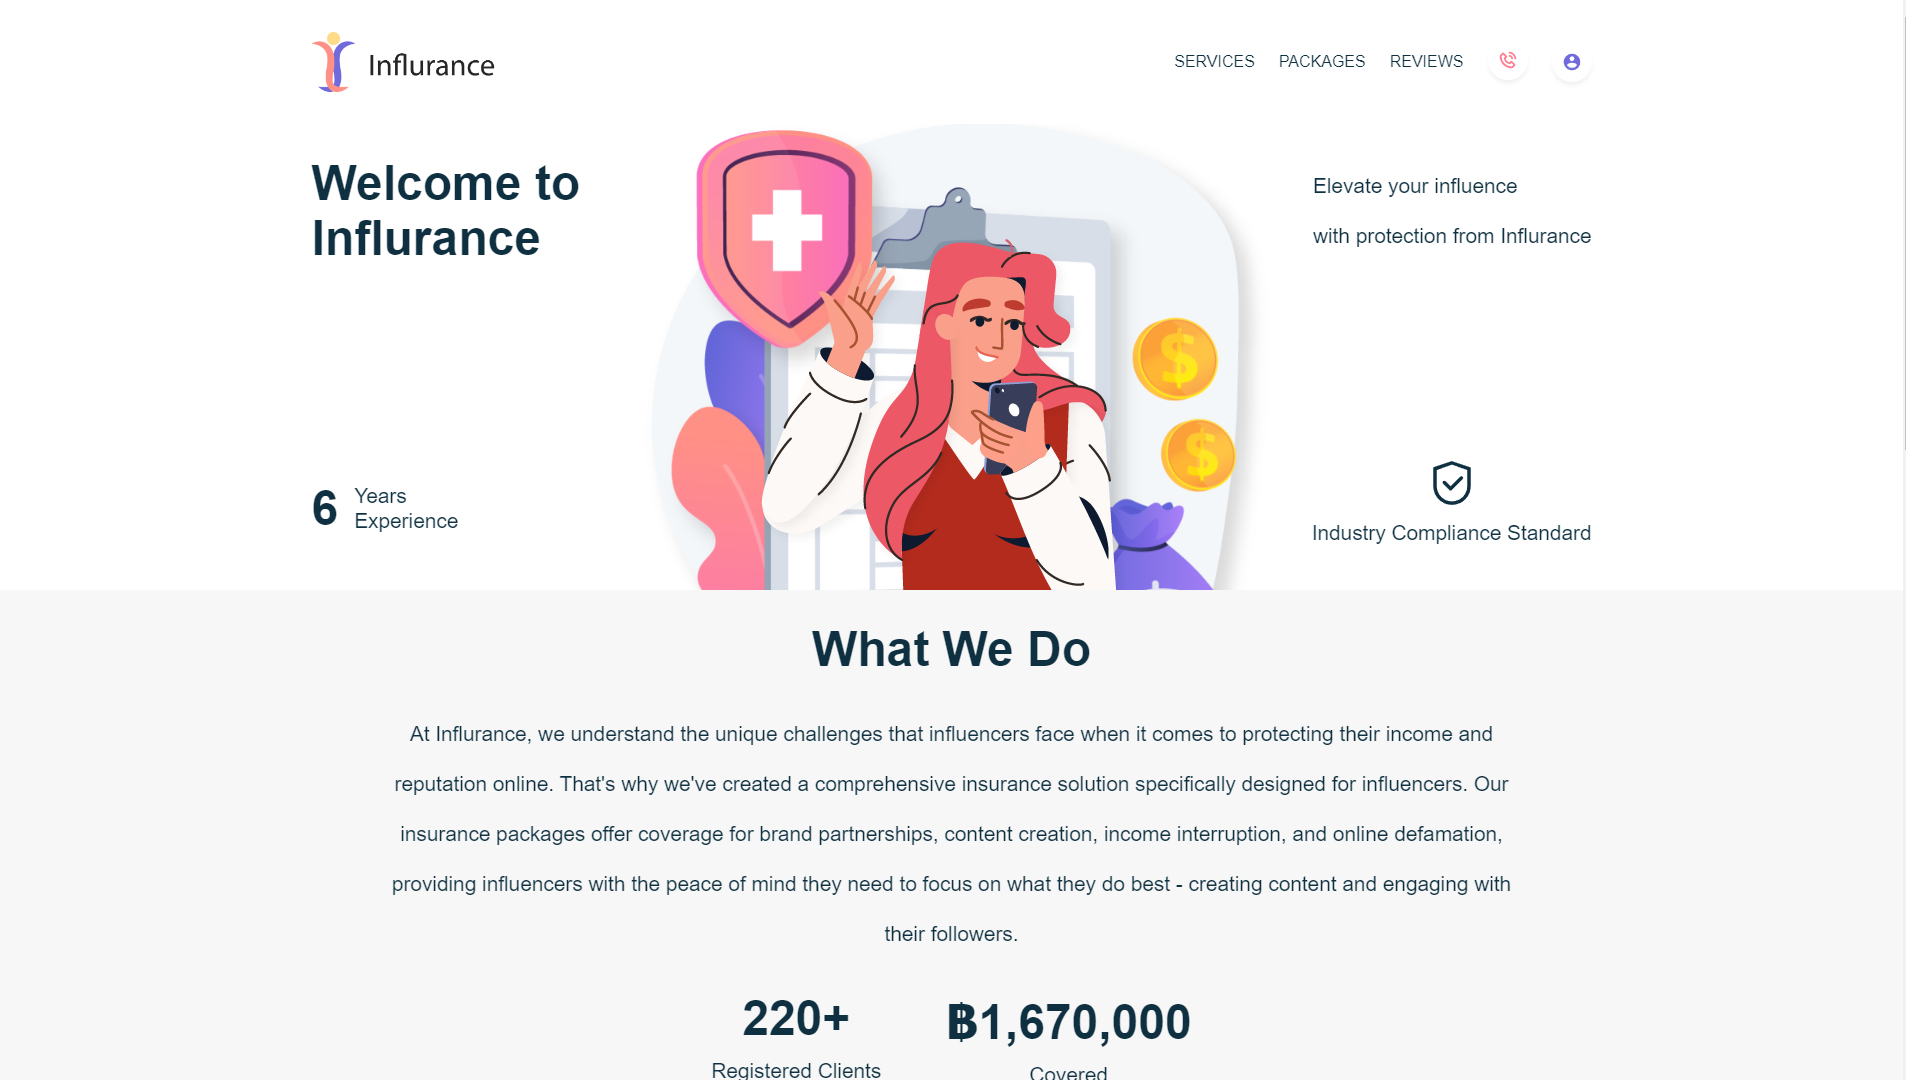 Influrance
SERVICES
PACKAGES
REVIEWS
Welcome to
Influrance
Elevate your influence
with protection from Influrance
$
$
6
Years
Experience
Industry Compliance Standard
What We Do
At Influrance, we understand the unique challenges that influencers face when it comes to protecting their income and
reputation online. That's why we've created a comprehensive insurance solution specifically designed for influencers. Our
insurance packages offer coverage for brand partnerships, content creation, income interruption, and online defamation,
providing influencers with the peace of mind they need to focus on what they do best - creating content and engaging with
their followers.
220+
Registered Clients
฿1,670,000
Covered